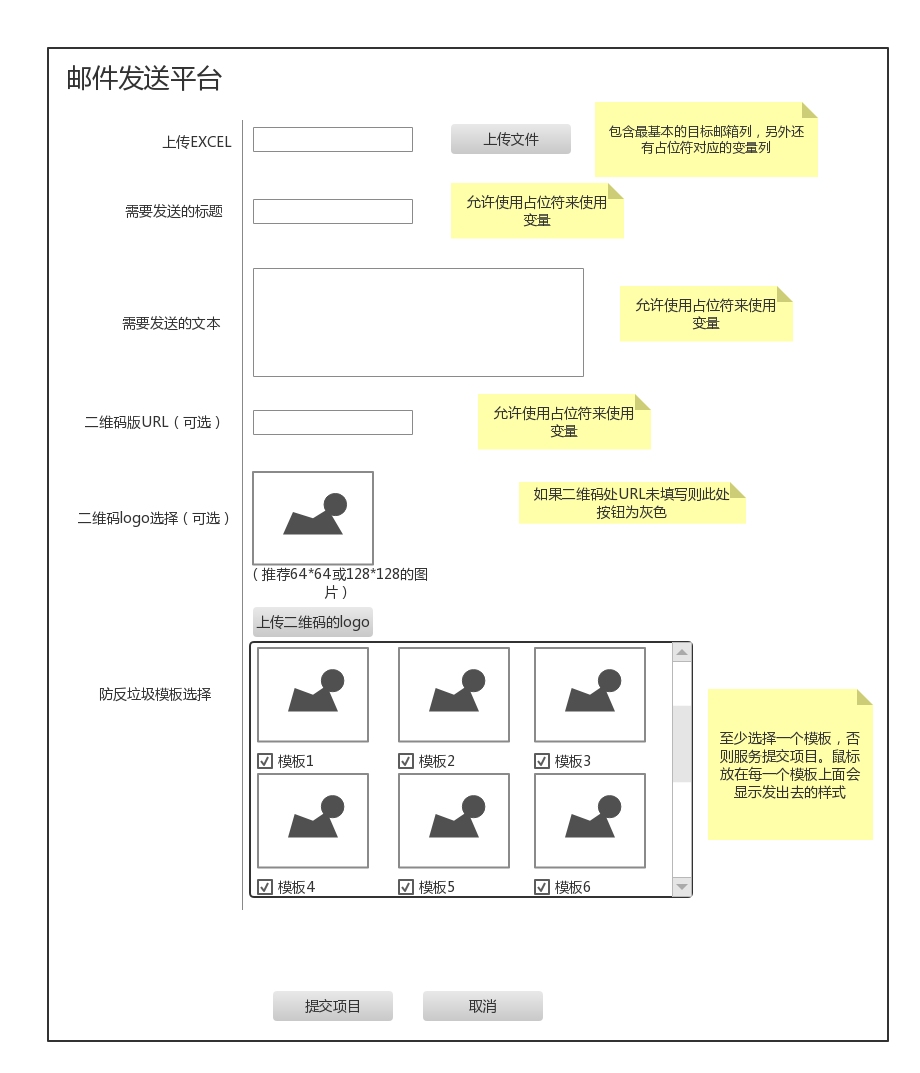 邮件发送平台
上传EXCEL
上传文件
包含最基本的目标邮箱列，另外还
有占位符对应的变量列
需要发送的标题
允许使用占位符来使用
变量
需要发送的文本
允许使用占位符来使用
变量
二维码版URL（可选）
允许使用占位符来使用
变量
二维码logo选择（可选）
如果二维码处URL未填写则此处
按钮为灰色
（推荐64*64或128*128的图
片）
上传二维码的logo
防反垃圾模板选择
模板1
模板2
模板3
模板4
模板5
模板6
至少选择一个模板，否
则服务提交项目。鼠标
放在每一个模板上面会
显示发出去的样式
提交项目
取消